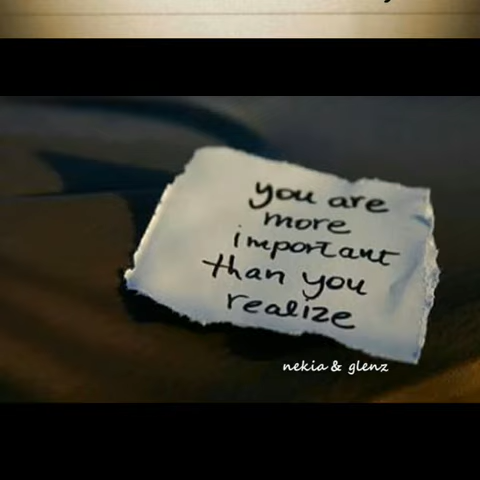 you are
more
important
than you
realize
nekia & glenz